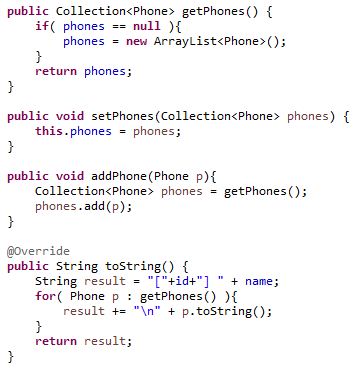 public Collection<Phone> getPhones() {
    if( phones == null ){
        phones = new ArrayList<Phone>();
    }
    return phones;
}

public void setPhones(Collection<Phone> phones) {
    this.phones = phones;
}

public void addPhone(Phone p){
    Collection<Phone> phones = getPhones();
    phones.add(p);
}

@Override
public String toString() {
    String result = "["+id+"] " + name;
    for( Phone p : getPhones() ){
        result += "\n" + p.toString();
    }
    return result;
}